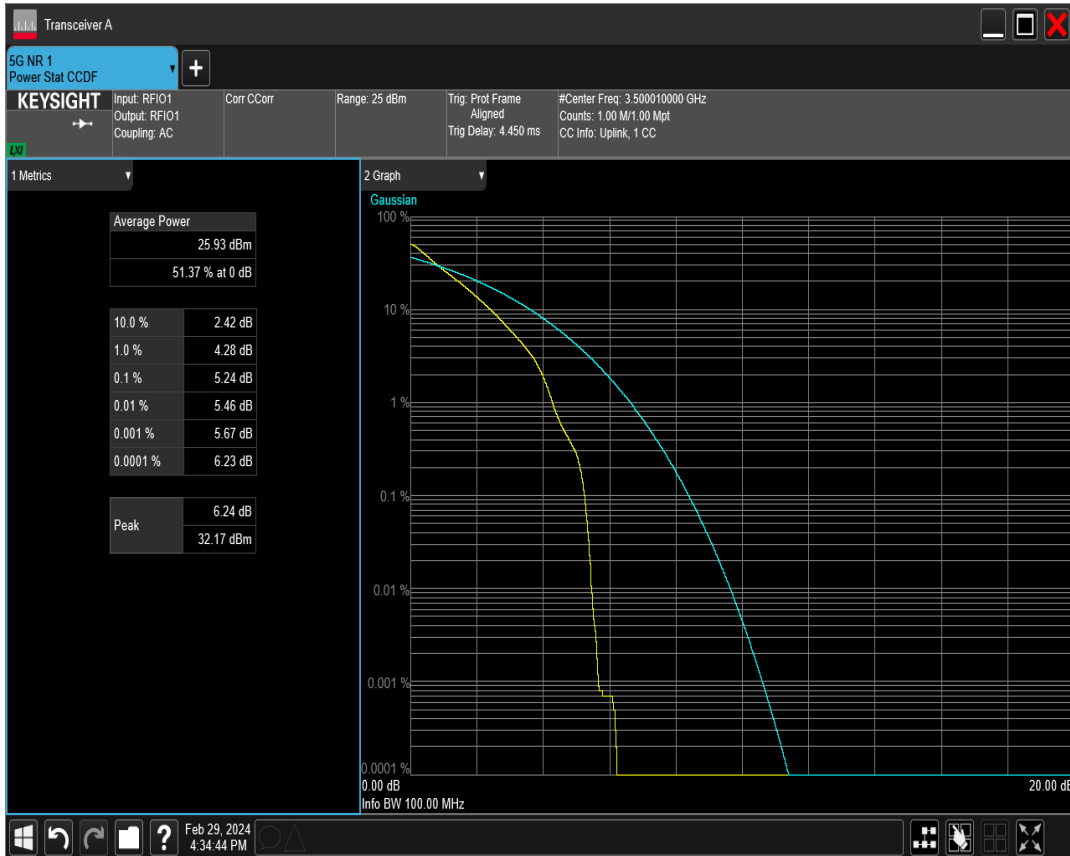 Transceiver A
5G NR 1
Power Stat CCDF
KEYSIGHT
LXI
Input: RFIO1
Output: RFIO1
Coupling: AC
Corr CCorr
Range: 25 dBm
Trig: Prot Frame
Aligned
Trig Delay: 4.450 ms
#Center Freq: 3.500010000 GHz
Counts: 1.00 M/1.00 Mpt
CC Info: Uplink, 1 CC
1 Metrics
Average Power
25.93 dBm
51.37 % at 0 dB
10.0 % 2.42 dB
1.0 % 4.28 dB
0.1 % 5.24 dB
0.01 % 5.46 dB
0.001 % 5.67 dB
0.0001 % 6.23 dB
Peak
6.24 dB
32.17 dBm
2 Graph
Gaussian
100 %
10 %
1 %
0.1 %
0.01 %
0.001 %
0.0001 %
0.00 dB 20.00 dB
Info BW 100.00 MHz
?
Feb 29, 2024
4:34:44 PM